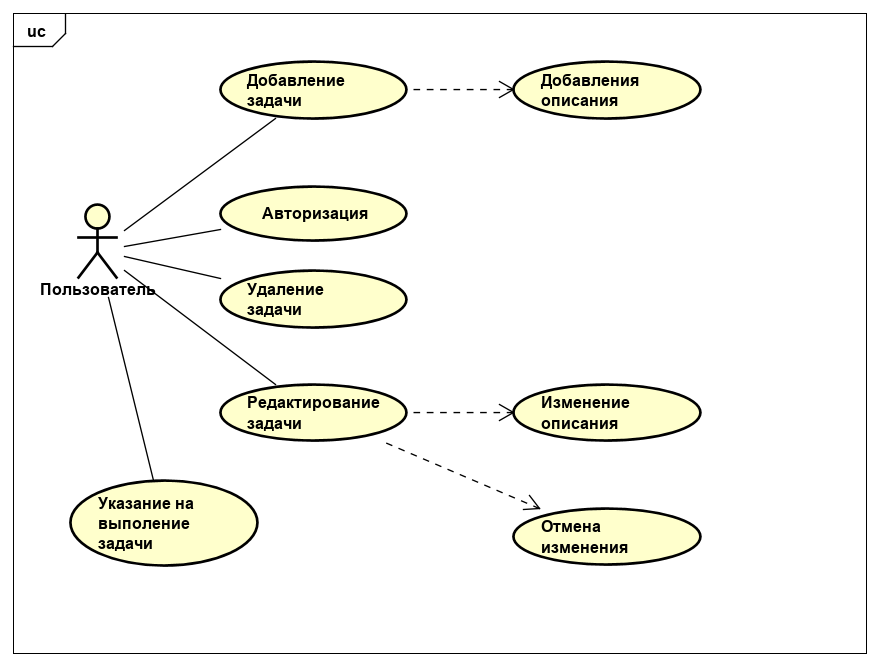 uc
Добавление
задачи
Добавления
описания
Авторизация
Пользователь
Удаление
задачи
Редактирование
задачи
Изменение
описания
Указание на
выполение
задачи
Отмена
изменения